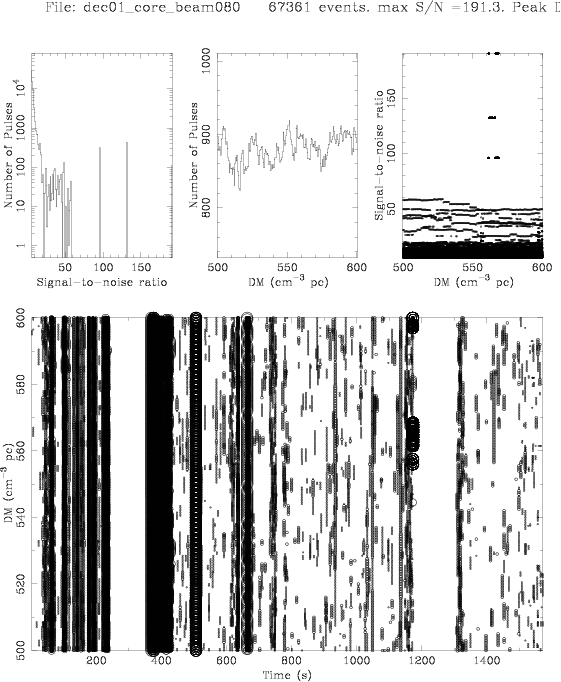 File: dec01_core_beam080 67361 events. max S/N =191.3. Peak D
Number of Pulses
10⁴
1000
100
10
1
50 100 150
Signal-to-noise ratio
Number of Pulses
1000
900
800
500 550 600
DM (cm⁻³ pc)
Signal-to-noise ratio
150
100
50
500 550 600
DM (cm⁻³ pc)
DM (cm⁻³ pc)
600
580
560
540
520
500
200 400 600 800 1000 1200 1400
Time (s)